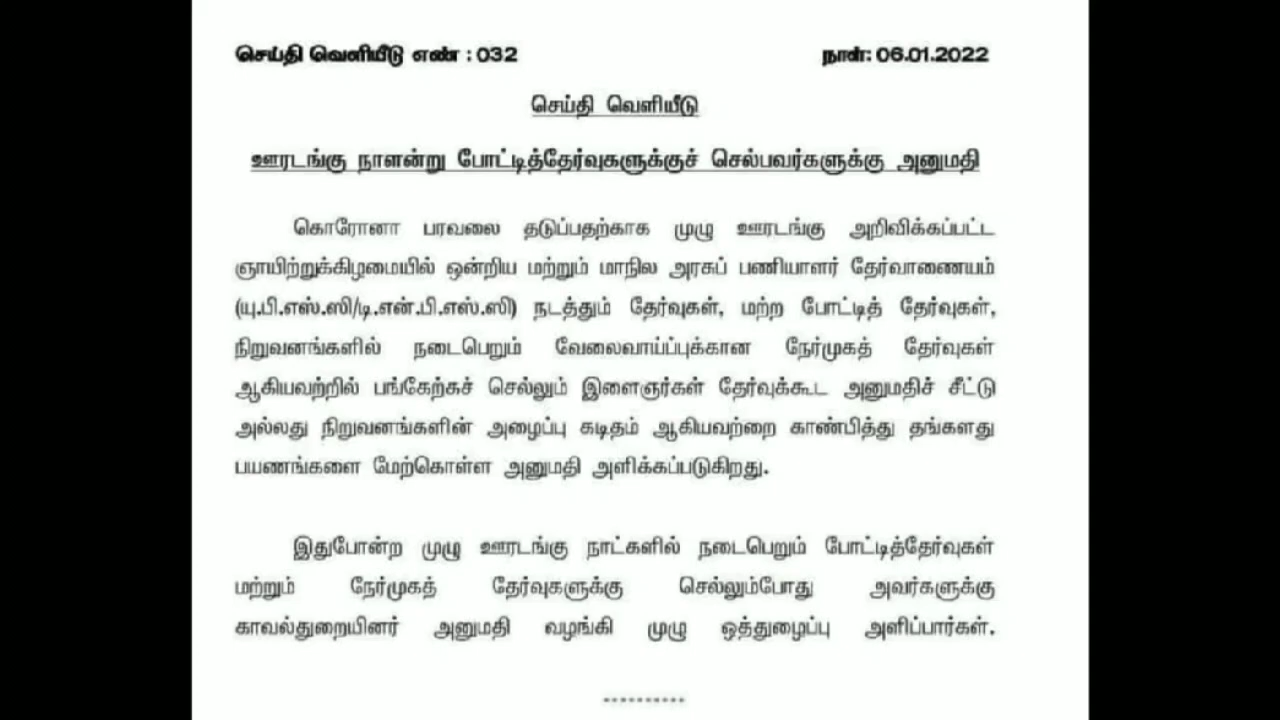 செய்தி வெளியீடு எண் : 032 நாள்: 06.01.2022
செய்தி வெளியீடு
ஊரடங்கு நாளன்று போட்டித்தேர்வுகளுக்குச் செல்பவர்களுக்கு அனுமதி
கொரோனா பரவலை தடுப்பதற்காக முழு ஊரடங்கு அறிவிக்கப்பட்ட
ஞாயிற்றுக்கிழமையில் ஒன்றிய மற்றும் மாநில அரசுப் பணியாளர் தேர்வாணையம்
(யு.பி.எஸ்.ஸி/டி.என்.பி.எஸ்.ஸி) நடத்தும் தேர்வுகள், மற்ற போட்டித் தேர்வுகள்,
நிறுவனங்களில் நடைபெறும் வேலைவாய்ப்புக்கான நேர்முகத் தேர்வுகள்
ஆகியவற்றில் பங்கேற்கச் செல்லும் இளைஞர்கள் தேர்வுக்கூட அனுமதிச் சீட்டு
அல்லது நிறுவனங்களின் அழைப்பு கடிதம் ஆகியவற்றை காண்பித்து தங்களது
பயணங்களை மேற்கொள்ள அனுமதி அளிக்கப்படுகிறது.
இதுபோன்ற முழு ஊரடங்கு நாட்களில் நடைபெறும் போட்டித்தேர்வுகள்
மற்றும் நேர்முகத் தேர்வுகளுக்கு செல்லும்போது அவர்களுக்கு
காவல்துறையினர் அனுமதி வழங்கி முழு ஒத்துழைப்பு அளிப்பார்கள்.
**********